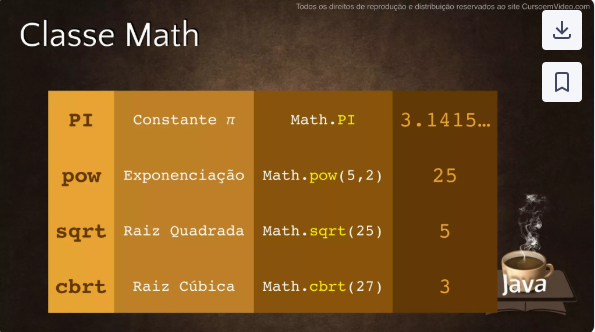 Todos os direitos de reprodução e distribuição reservados ao site CursoemVideo.com
Classe Math
PI Constante π Math.PI 3.1415…
pow Exponenciação Math.pow(5,2) 25
sqrt Raiz Quadrada Math.sqrt(25) 5
cbrt Raiz Cúbica Math.cbrt(27) 3
Java